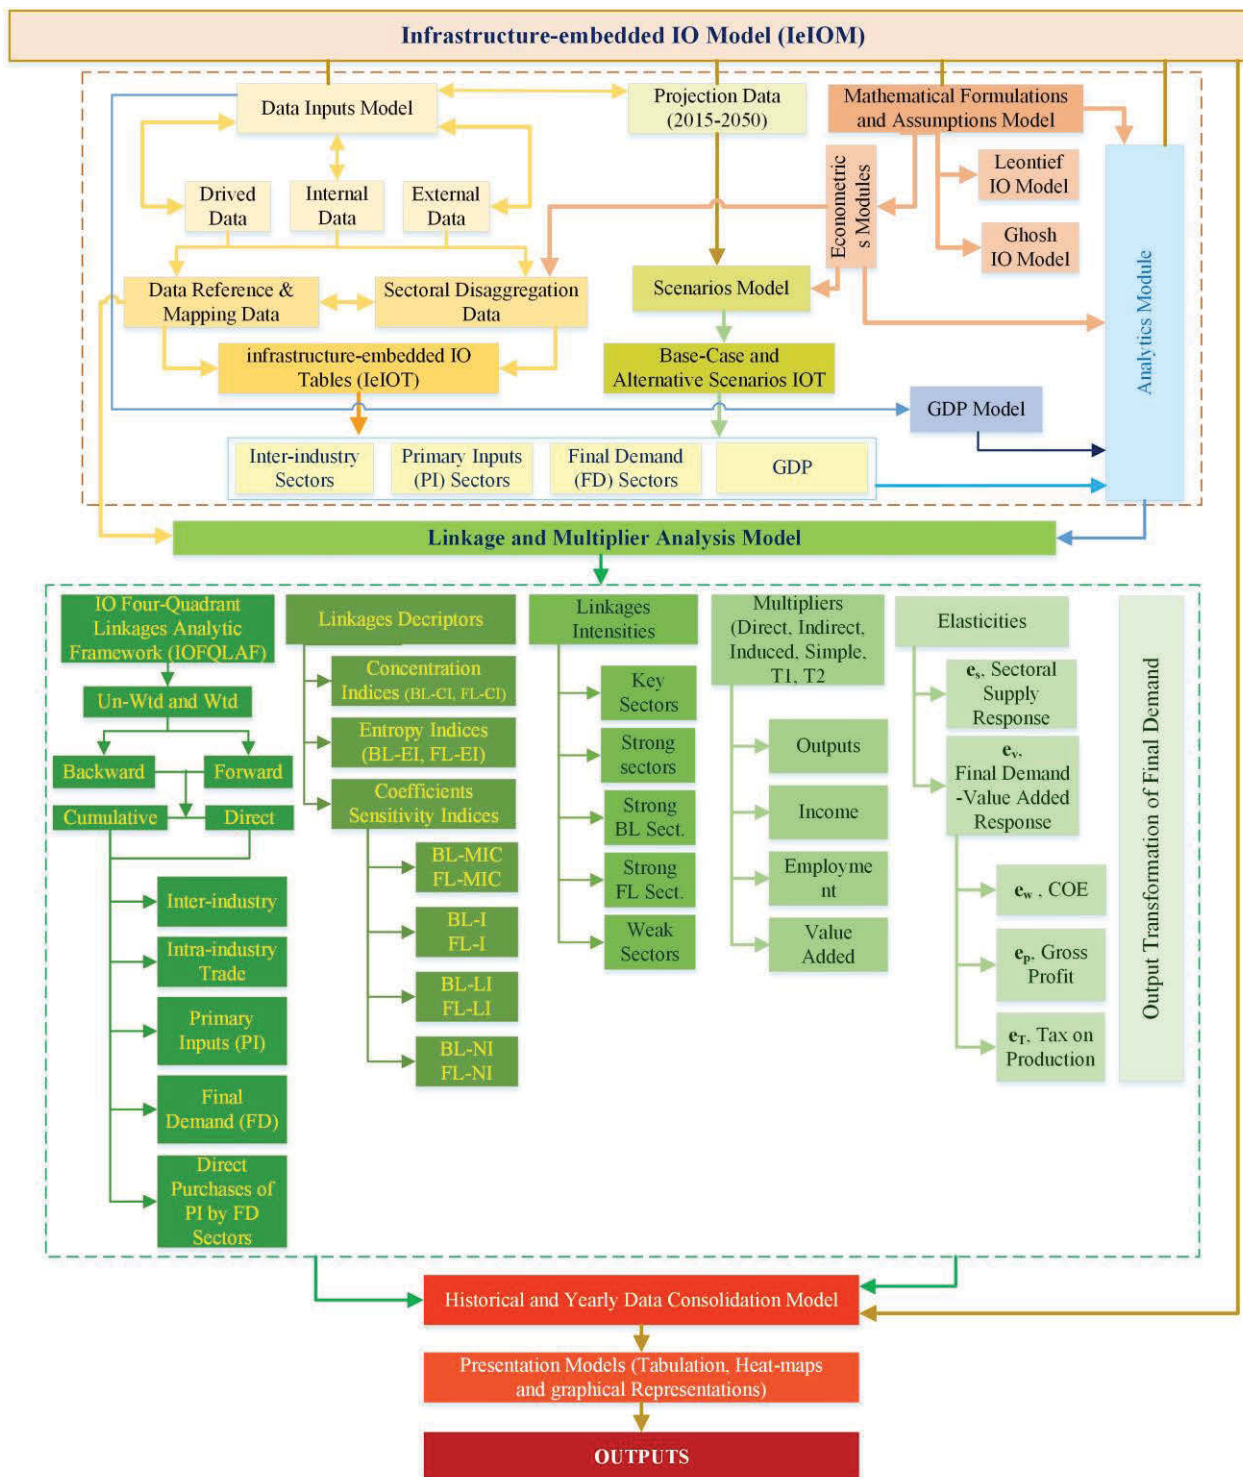 Infrastructure-embedded IO Model (IeIOM)
Data Inputs Model
Projection Data
(2015-2050)
Mathematical Formulations
and Assumptions Model
Drived
Data
Internal
Data
External
Data
Econometric
s Modules
Leontief
IO Model
Ghosh
IO Model
Analytics Module
Data Reference &
Mapping Data
Sectoral Disaggregation
Data
Scenarios Model
infrastructure-embedded IO
Tables (IeIOT)
Base-Case and
Alternative Scenarios IOT
GDP Model
Inter-industry
Sectors
Primary Inputs
(PI) Sectors
Final Demand
(FD) Sectors
GDP
Linkage and Multiplier Analysis Model
IO Four-Quadrant
Linkages Analytic
Framework (IOFQLAF)
Un-Wtd and Wtd
Backward
Forward
Cumulative
Direct
Inter-industry
Intra-industry
Trade
Primary
Inputs (PI)
Final
Demand (FD)
Direct
Purchases of
PI by FD
Sectors
Linkages Decriptors
Concentration
Indices (BL-CI, FL-CI)
Entropy Indices
(BL-EI, FL-EI)
Coefficients
Sensitivity Indices
BL-MIC
FL-MIC
BL-I
FL-I
BL-LI
FL-LI
BL-NI
FL-NI
Linkages
Intensities
Key
Sectors
Strong
sectors
Strong
BL Sect.
Strong
FL Sect.
Weak
Sectors
Multipliers
(Direct, Indirect,
Induced, Simple,
T1, T2
Outputs
Income
Employme
nt
Value
Added
Elasticities
es, Sectoral
Supply
Response
ev,
Final Demand
-Value Added
Response
ew , COE
ep, Gross
Profit
eT, Tax on
Production
Output Transformation of Final Demand
Historical and Yearly Data Consolidation Model
Presentation Models (Tabulation, Heat-maps
and graphical Representations)
OUTPUTS